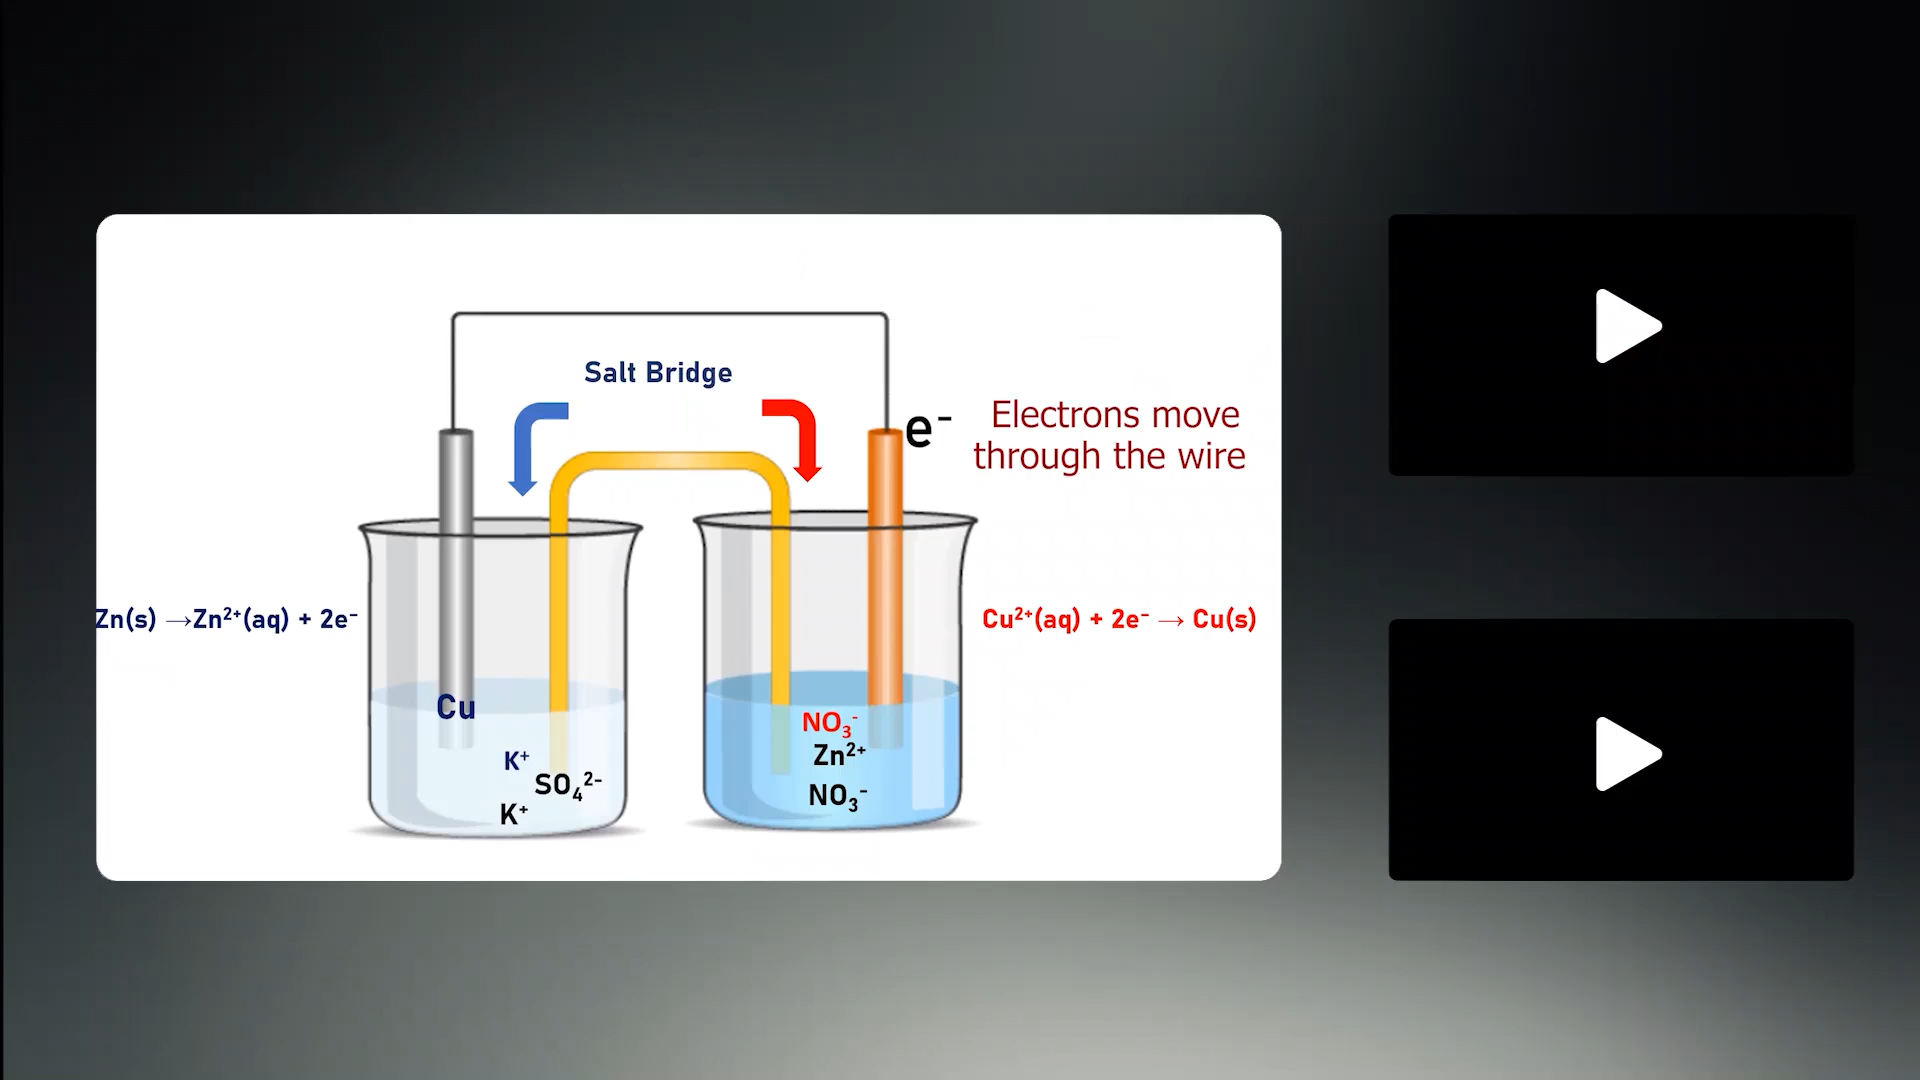 Salt Bridge
e⁻
Electrons move
through the wire
Zn(s) →Zn²⁺(aq) + 2e⁻
Cu²⁺(aq) + 2e⁻ → Cu(s)
Cu
K⁺
SO₄²⁻
K⁺
NO₃⁻
Zn²⁺
NO₃⁻